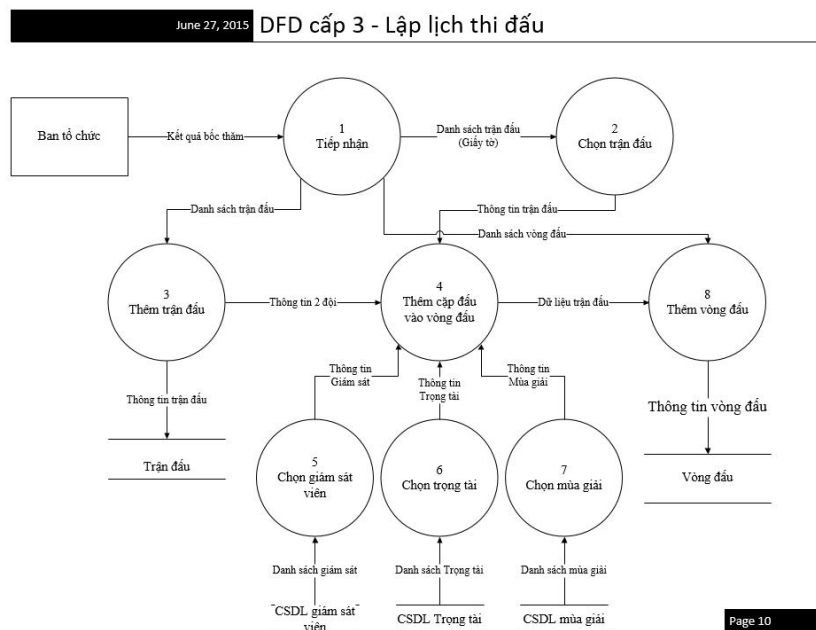 June 27, 2015 DFD cấp 3 - Lập lịch thi đấu
Ban tổ chức
Kết quả bốc thăm
1
Tiếp nhận
Danh sách trận đấu
(Giấy tờ)
2
Chọn trận đấu
Danh sách trận đấu
Thông tin trận đấu
Danh sách vòng đấu
3
Thêm trận đấu
Thông tin 2 đội
4
Thêm cặp đấu
vào vòng đấu
Dữ liệu trận đấu
8
Thêm vòng đấu
Thông tin
Giám sát
Thông tin
Trọng tài
Thông tin
Mùa giải
Thông tin trận đấu
Thông tin vòng đấu
Trận đấu
5
Chọn giám sát
viên
6
Chọn trọng tài
7
Chọn mùa giải
Vòng đấu
Danh sách giám sát
Danh sách Trọng tài
Danh sách mùa giải
CSDL giám sát
viên
CSDL Trọng tài
CSDL mùa giải
Page 10